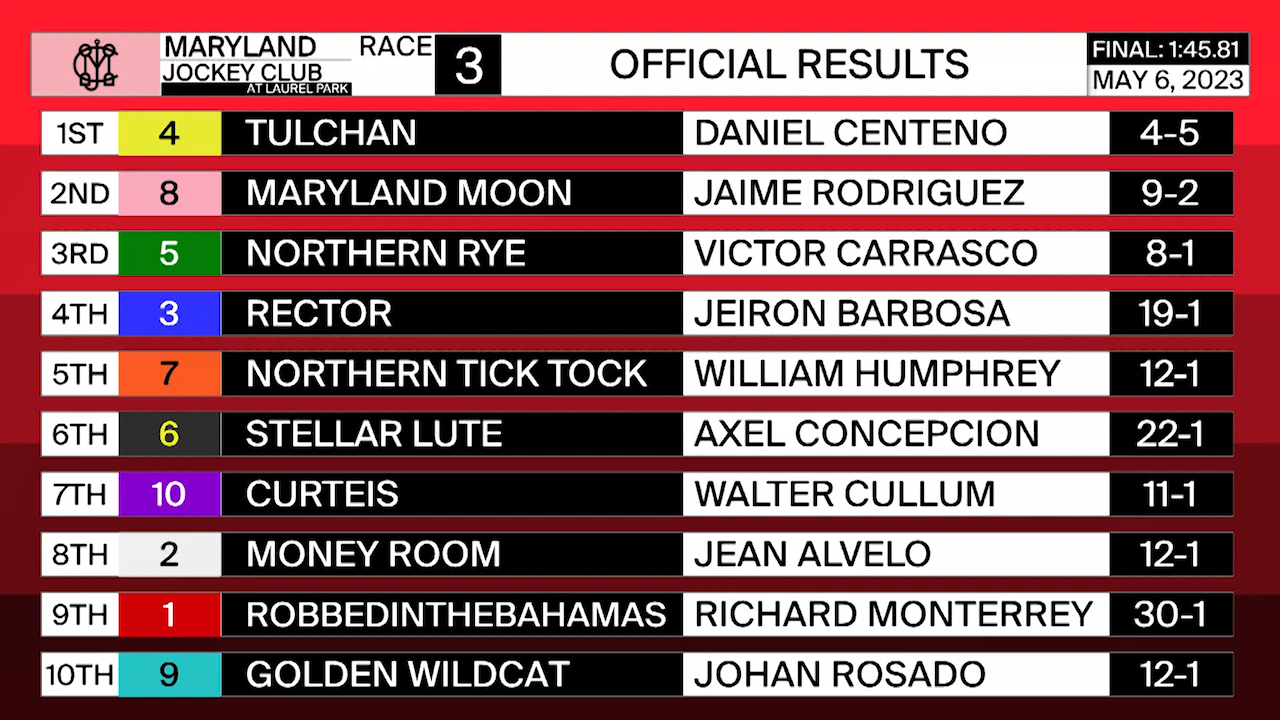 MARYLAND
JOCKEY CLUB
AT LAUREL PARK
RACE 3
OFFICIAL RESULTS
FINAL: 1:45.81
MAY 6, 2023
1ST 4 TULCHAN DANIEL CENTENO 4-5
2ND 8 MARYLAND MOON JAIME RODRIGUEZ 9-2
3RD 5 NORTHERN RYE VICTOR CARRASCO 8-1
4TH 3 RECTOR JEIRON BARBOSA 19-1
5TH 7 NORTHERN TICK TOCK WILLIAM HUMPHREY 12-1
6TH 6 STELLAR LUTE AXEL CONCEPCION 22-1
7TH 10 CURTEIS WALTER CULLUM 11-1
8TH 2 MONEY ROOM JEAN ALVELO 12-1
9TH 1 ROBBEDINTHEBAHAMAS RICHARD MONTERREY 30-1
10TH 9 GOLDEN WILDCAT JOHAN ROSADO 12-1